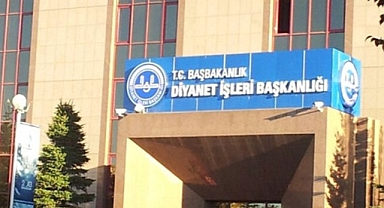 T.C. BAŞBAKANLIK
DİYANET İŞLERİ BAŞKANLIĞI